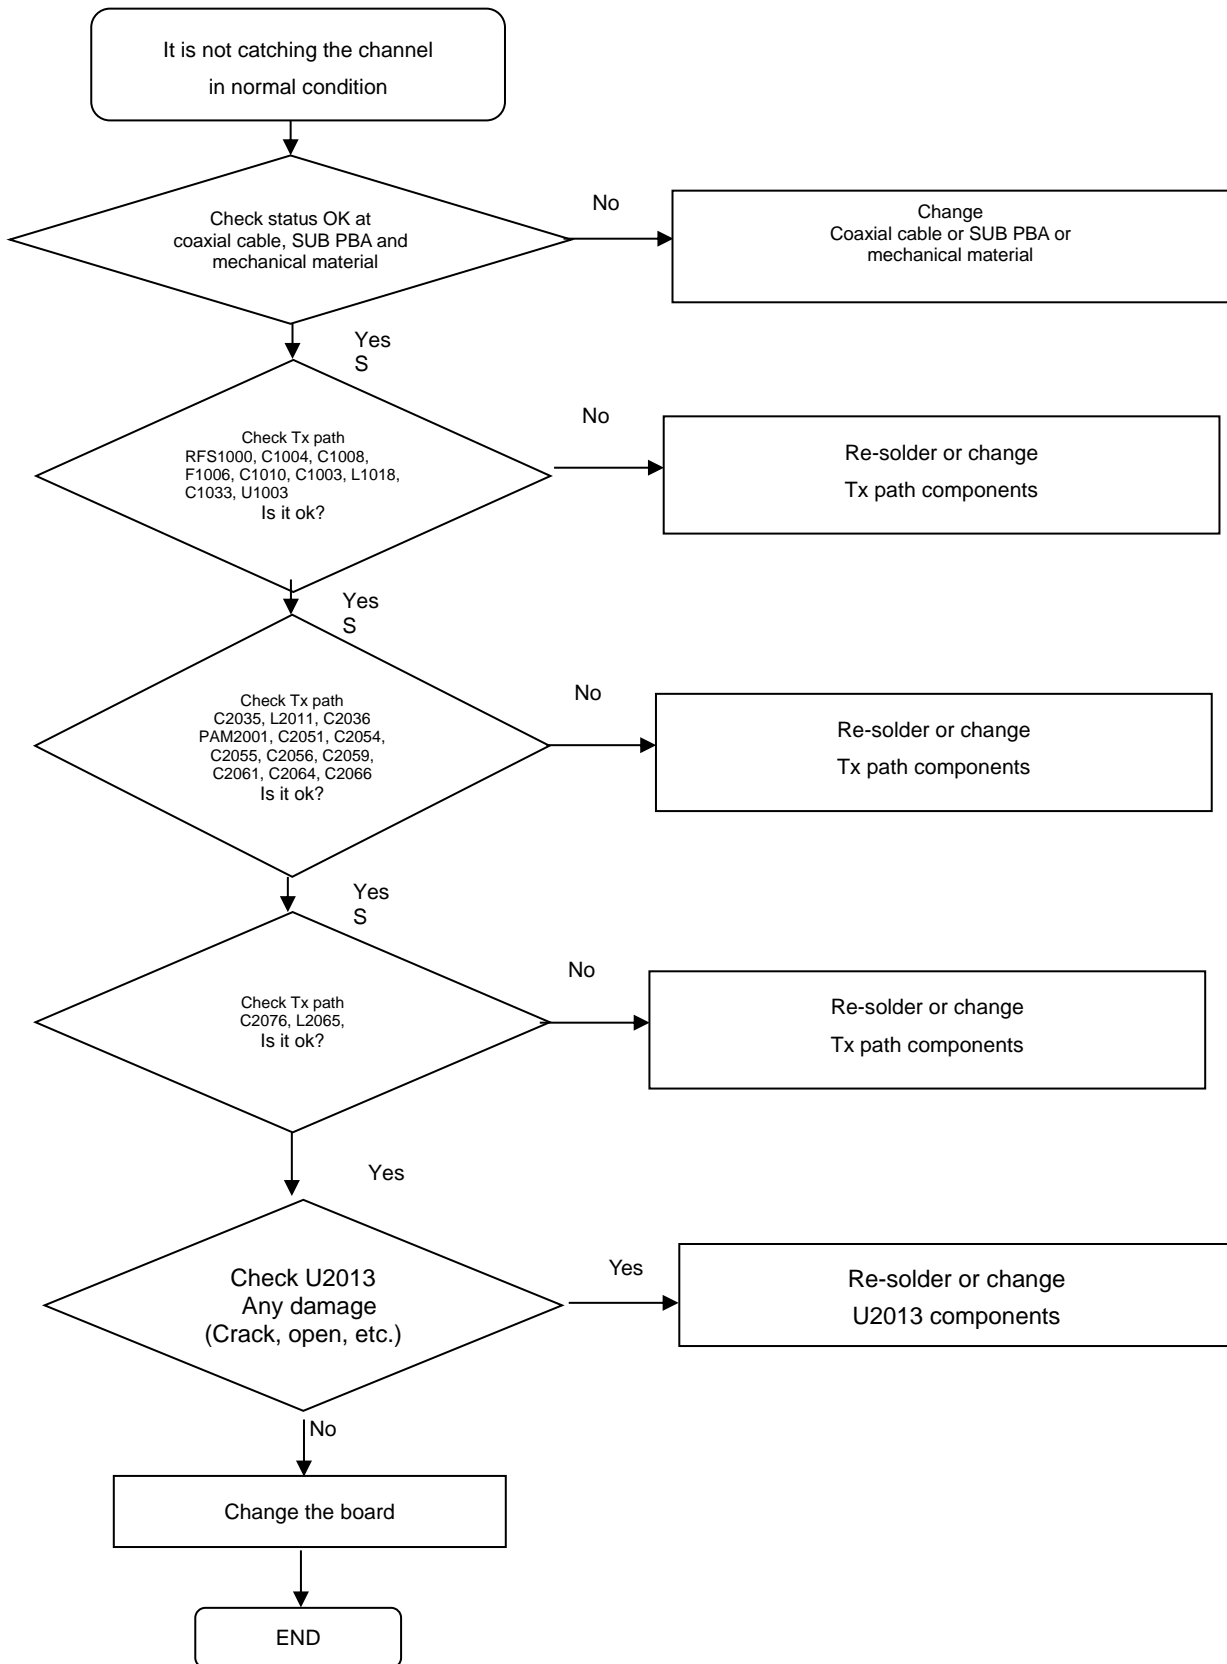 It is not catching the channel
in normal condition
Check status OK at
coaxial cable, SUB PBA and
mechanical material
No
Change
Coaxial cable or SUB PBA or
mechanical material
Yes
S
Check Tx path
RFS1000, C1004, C1008,
F1006, C1010, C1003, L1018,
C1033, U1003
Is it ok?
No
Re-solder or change
Tx path components
Yes
S
Check Tx path
C2035, L2011, C2036
PAM2001, C2051, C2054,
C2055, C2056, C2059,
C2061, C2064, C2066
Is it ok?
No
Re-solder or change
Tx path components
Yes
S
Check Tx path
C2076, L2065,
Is it ok?
No
Re-solder or change
Tx path components
Yes
Check U2013
Any damage
(Crack, open, etc.)
Yes
Re-solder or change
U2013 components
No
Change the board
END